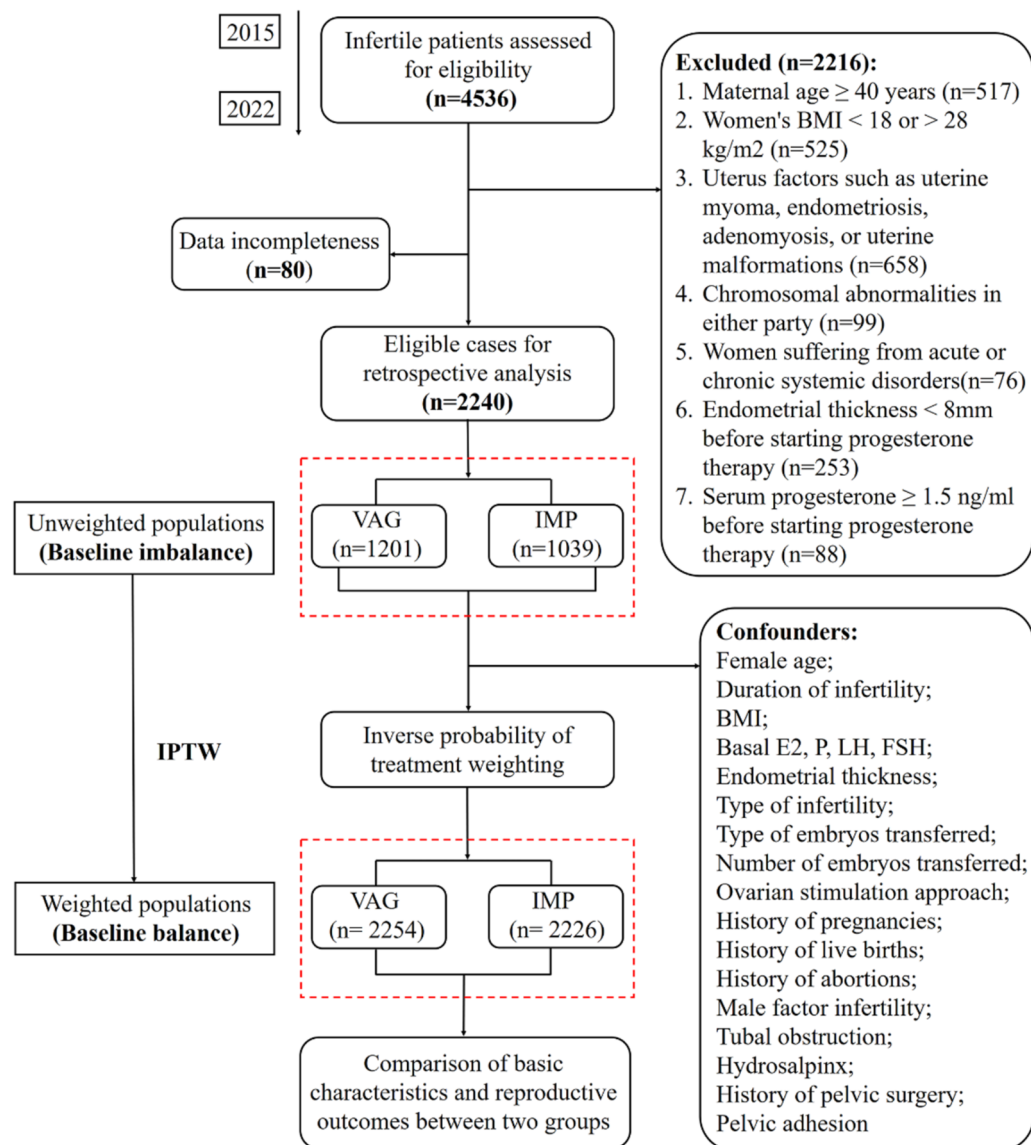 2015
2022
Infertile patients assessed
for eligibility
(n=4536)
Excluded (n=2216):
1. Maternal age ≥ 40 years (n=517)
2. Women's BMI < 18 or > 28
kg/m2 (n=525)
3. Uterus factors such as uterine
myoma, endometriosis,
adenomyosis, or uterine
malformations (n=658)
4. Chromosomal abnormalities in
either party (n=99)
5. Women suffering from acute or
chronic systemic disorders(n=76)
6. Endometrial thickness < 8mm
before starting progesterone
therapy (n=253)
7. Serum progesterone ≥ 1.5 ng/ml
before starting progesterone
therapy (n=88)
Data incompleteness
(n=80)
Eligible cases for
retrospective analysis
(n=2240)
Unweighted populations
(Baseline imbalance)
VAG
(n=1201)
IMP
(n=1039)
Confounders:
Female age;
Duration of infertility;
BMI;
Basal E2, P, LH, FSH;
Endometrial thickness;
Type of infertility;
Type of embryos transferred;
Number of embryos transferred;
Ovarian stimulation approach;
History of pregnancies;
History of live births;
History of abortions;
Male factor infertility;
Tubal obstruction;
Hydrosalpinx;
History of pelvic surgery;
Pelvic adhesion
IPTW
Inverse probability of
treatment weighting
Weighted populations
(Baseline balance)
VAG
(n= 2254)
IMP
(n= 2226)
Comparison of basic
characteristics and reproductive
outcomes between two groups